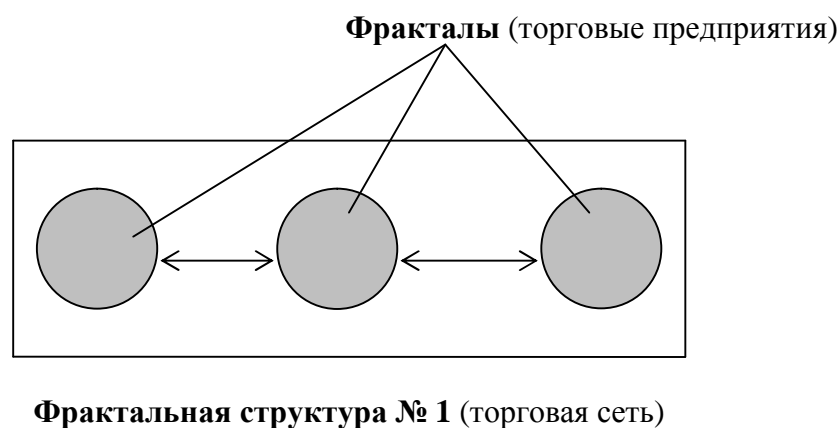 Фракталы (торговые предприятия)
Фрактальная структура № 1 (торговая сеть)